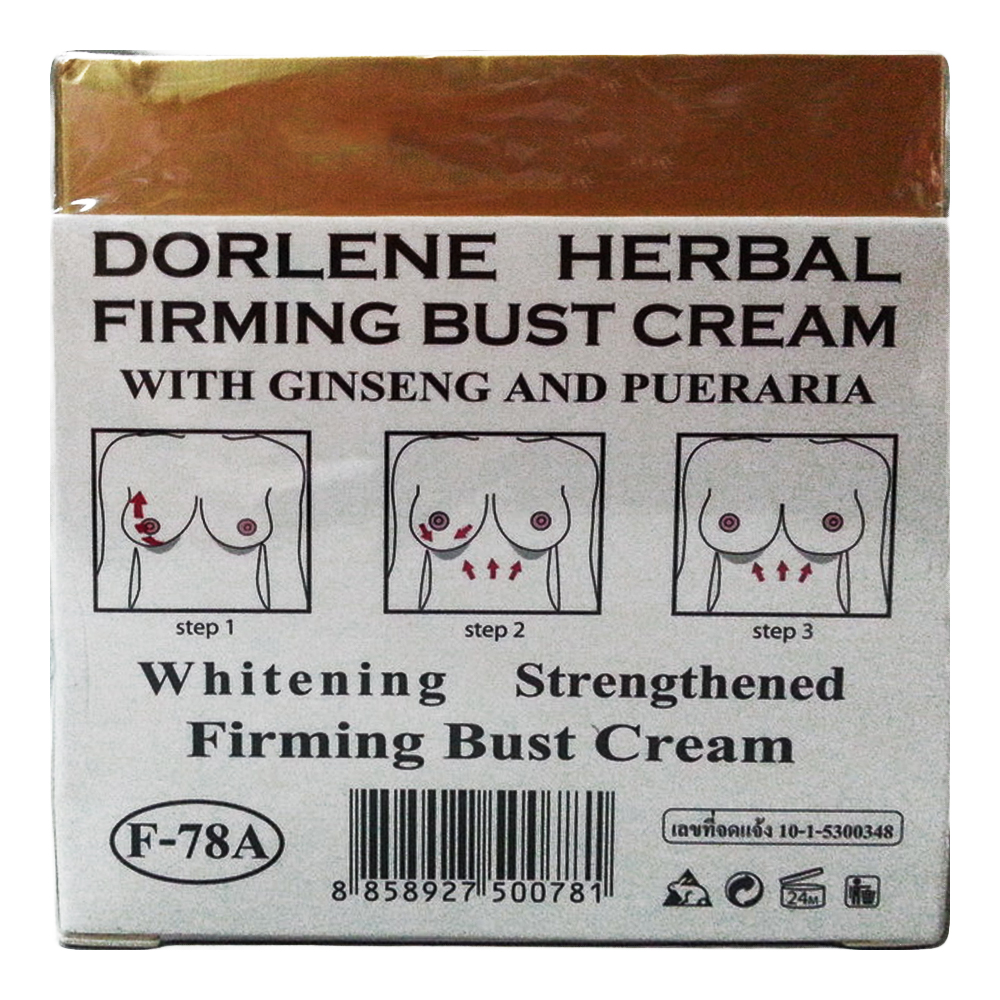 DORLENE HERBAL
FIRMING BUST CREAM
WITH GINSENG AND PUERARIA
step 1
step 2
step 3
Whitening Strengthened
Firming Bust Cream
F-78A
8 858927 500781
เลขที่จดแจ้ง 10-1-5300348
24M